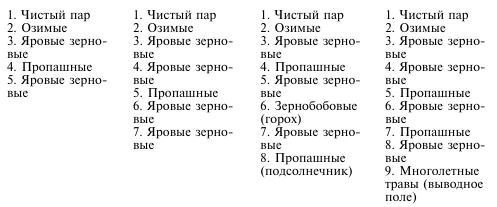 1. Чистый пар
2. Озимые
3. Яровые зерно-
вые
4. Пропашные
5. Яровые зерно-
вые
1. Чистый пар
2. Озимые
3. Яровые зерно-
вые
4. Яровые зерно-
вые
5. Пропашные
6. Яровые зерно-
вые
7. Яровые зерно-
вые
1. Чистый пар
2. Озимые
3. Яровые зерно-
вые
4. Пропашные
5. Яровые зерно-
вые
6. Зернобобовые
(горох)
7. Яровые зерно-
вые
8. Пропашные
(подсолнечник)
1. Чистый пар
2. Озимые
3. Яровые зерно-
вые
4. Яровые зерно-
вые
5. Пропашные
6. Яровые зерно-
вые
7. Пропашные
8. Яровые зерно-
вые
9. Многолетные
травы (выводное
поле)